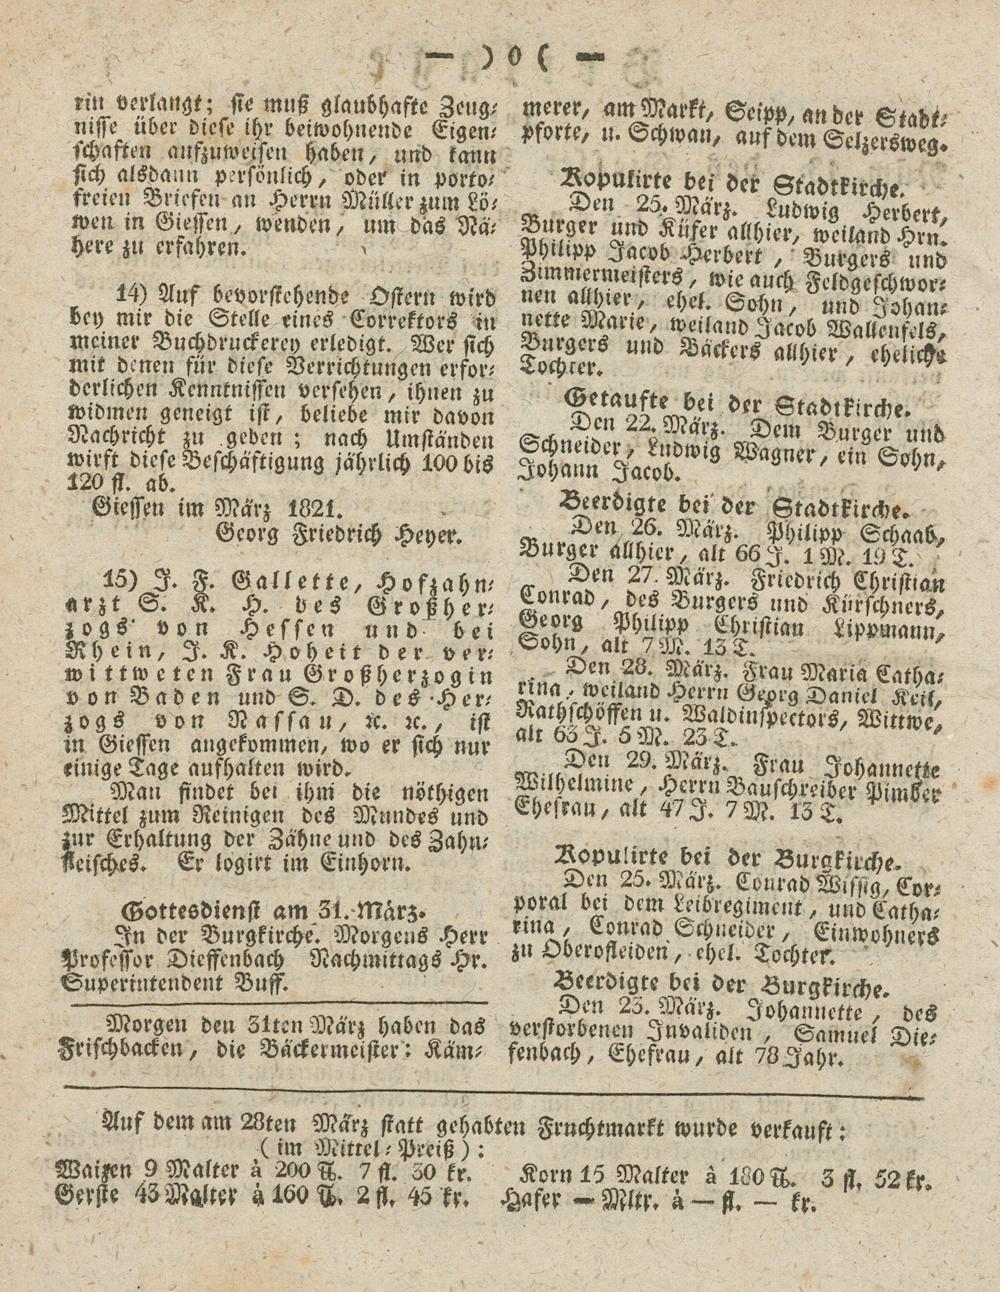 — ) 0 ( —
rin verlangt; sie muß glaubhafte Zeug-
nisse über diese ihr beiwohnende Eigen-
schaften aufzuweisen haben, und kann
sich alsdann persönlich, oder in porto-
freien Briefen an Herrn Müller zum Lö-
wen in Giessen, wenden, um das Nä-
here zu erfahren.
14) Auf bevorstehende Ostern wird
bey mir die Stelle eines Correktors in
meiner Buchdruckerey erledigt. Wer sich
mit denen für diese Verrichtungen erfor-
derlichen Kenntnissen versehen, ihnen zu
widmen geneigt ist, beliebe mir davon
Nachricht zu geben; nach Umständen
wirft diese Beschäftigung jährlich 100 bis
120 fl. ab.
Giessen im März 1821.
Georg Friedrich Heyer.
15) J. F. Gallette, Hofzahn-
arzt S. K. H. des Großher-
zogs von Hessen und bei
Rhein, J. K. Hoheit der ver-
wittweten Frau Großherzogin
von Baden und S. D. des Her-
zogs von Nassau, ꝛc. ꝛc., ist
in Giessen angekommen, wo er sich nur
einige Tage aufhalten wird.
Man findet bei ihm die nöthigen
Mittel zum Reinigen des Mundes und
zur Erhaltung der Zähne und des Zahn-
fleisches. Er logirt im Einhorn.
Gottesdienst am 31. März.
In der Burgkirche. Morgens Herr
Professor Dieffenbach Nachmittags Hr.
Superintendent Buff.
Morgen den 31ten März haben das
Frischbacken, die Bäckermeister: Käm-
merer, am Markt, Seipp, an der Stadt-
pforte, u. Schwan, auf dem Selzersweg.
Kopulirte bei der Stadtkirche.
Den 25. März. Ludwig Herbert,
Burger und Küfer allhier, weiland Hrn.
Philipp Jacob Herbert, Burgers und
Zimmermeisters, wie auch Feldgeschwor-
nen allhier, ehel. Sohn, und Johan-
nette Marie, weiland Jacob Wallenfels,
Burgers und Bäckers allhier, eheliche
Tochter.
Getaufte bei der Stadtkirche.
Den 22. März. Dem Burger und
Schneider, Ludwig Wagner, ein Sohn,
Johann Jacob.
Beerdigte bei der Stadtkirche.
Den 26. März. Philipp Schaab,
Burger allhier, alt 66 J. 1 M. 19 T.
Den 27. März. Friedrich Christian
Conrad, des Burgers und Kürschners,
Georg Philipp Christian Lippmann,
Sohn, alt 7 M. 13 T.
Den 28. März. Frau Maria Catha-
rina, weiland Herrn Georg Daniel Keil,
Rathschöffen u. Waldinspectors, Wittwe,
alt 63 J. 5 M. 23 T.
Den 29. März. Frau Johannette
Wilhelmine, Herrn Bauschreiber Pimber
Ehefrau, alt 47 J. 7 M. 13 T.
Kopulirte bei der Burgkirche.
Den 25. März. Conrad Wissig, Cor-
poral bei dem Leibregiment, und Catha-
rina, Conrad Schneider, Einwohners
zu Oberofleiden, ehel. Tochter.
Beerdigte bei der Burgkirche.
Den 23. März. Johannette, des
verstorbenen Invaliden, Samuel Die-
fenbach, Ehefrau, alt 78 Jahr.
Auf dem am 28ten März statt gehabten Fruchtmarkt wurde verkauft:
(im Mittel-Preiß):
Waizen 9 Malter à 200 ℔. 7 fl. 30 kr. Korn 15 Malter à 180 ℔. 3 fl. 52 kr.
Gerste 43 Malter à 160 ℔. 2 fl. 45 kr. Hafer — Mltr. à — fl. — kr.